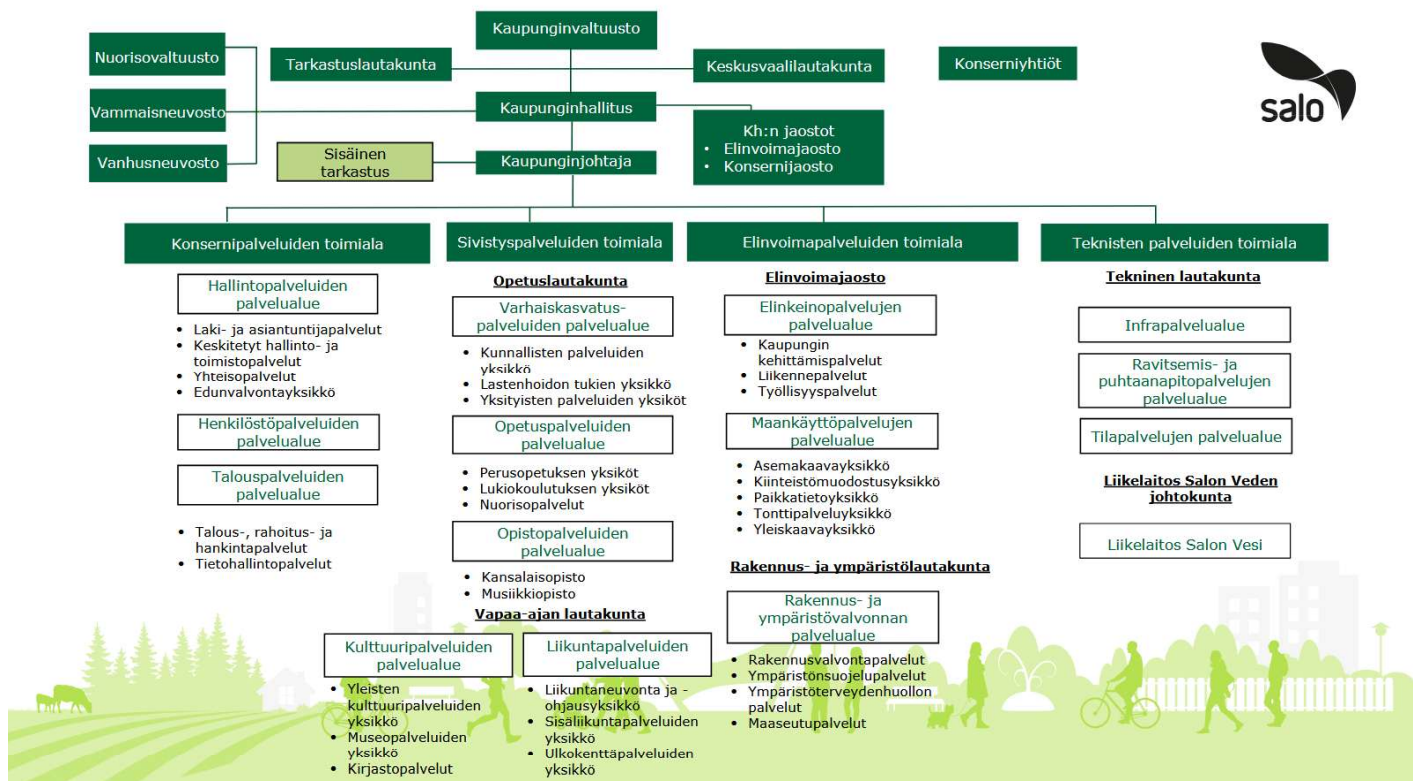 Kaupunginvaltuusto
Nuorisovaltuusto
Tarkastuslautakunta
Keskusvaalilautakunta
Konserniyhtiöt
salo
Vammaisneuvosto
Kaupunginhallitus
Kh:n jaostot
• Elinvoimajaosto
• Konsernijaosto
Vanhusneuvosto
Sisäinen
tarkastus
Kaupunginjohtaja
Konsernipalveluiden toimiala
Hallintopalveluiden
palvelualue
• Laki- ja asiantuntijapalvelut
• Keskitetyt hallinto- ja
toimistopalvelut
• Yhteisopalvelut
• Edunvalvontayksikkö
Henkilöstöpalveluiden
palvelualue
Talouspalveluiden
palvelualue
• Talous-, rahoitus- ja
hankintapalvelut
• Tietohallintopalvelut
Sivistyspalveluiden toimiala
Opetuslautakunta
Varhaiskasvatus-
palveluiden palvelualue
• Kunnallisten palveluiden
yksikkö
• Lastenhoidon tukien yksikkö
• Yksityisten palveluiden yksiköt
Opetuspalveluiden
palvelualue
• Perusopetuksen yksiköt
• Lukiokoulutuksen yksiköt
• Nuorisopalvelut
Opistopalveluiden
palvelualue
• Kansalaisopisto
• Musiikkiopisto
Vapaa-ajan lautakunta
Kulttuuripalveluiden
palvelualue
• Yleisten
kulttuuripalveluiden
yksikkö
• Museopalveluiden
yksikkö
• Kirjastopalvelut
Liikuntapalveluiden
palvelualue
• Liikuntaneuvonta ja -
ohjausyksikkö
• Sisäliikuntapalveluiden
yksikkö
• Ulkokenttäpalveluiden
yksikkö
Elinvoimapalveluiden toimiala
Elinvoimajaosto
Elinkeinopalvelujen
palvelualue
• Kaupungin
kehittämispalvelut
• Liikennepalvelut
• Työllisyyspalvelut
Maankäyttöpalvelujen
palvelualue
• Asemakaavayksikkö
• Kiinteistömuodostusyksikkö
• Paikkatietoyksikkö
• Tonttipalveluyksikkö
• Yleiskaavayksikkö
Rakennus- ja ympäristölautakunta
Rakennus- ja
ympäristövalvonnan
palvelualue
• Rakennusvalvontapalvelut
• Ympäristönsuojelupalvelut
• Ympäristöterveydenhuollon
palvelut
• Maaseutupalvelut
Teknisten palveluiden toimiala
Tekninen lautakunta
Infrapalvelualue
Ravitsemis- ja
puhtaanapitopalvelujen
palvelualue
Tilapalvelujen palvelualue
Liikelaitos Salon Veden
johtokunta
Liikelaitos Salon Vesi